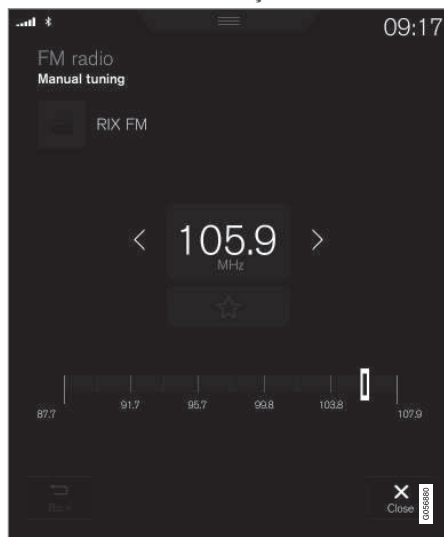 09:17
FM radio
Manual tuning
RIX FM
105.9
MHz
87.7 91.7 95.7 99.8 103.8 107.9
Close
G056880